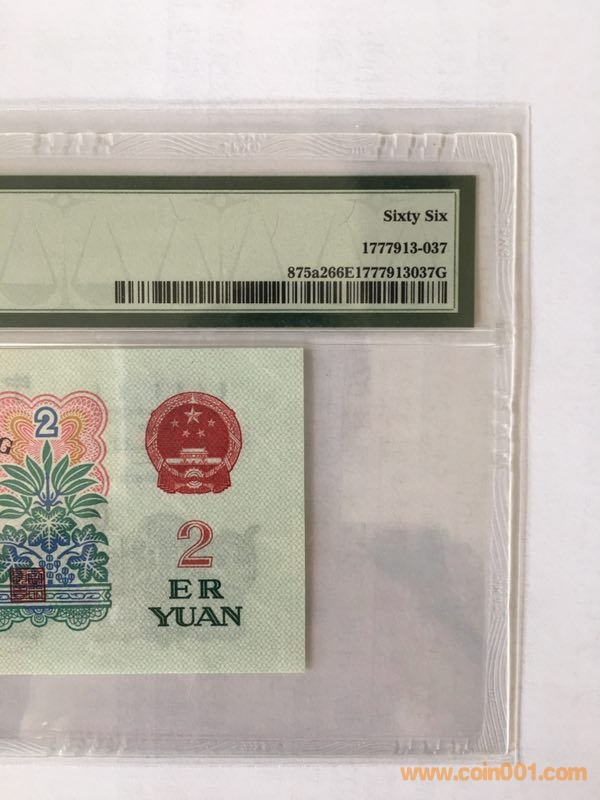 Sixty Six
1777913-037
875a266E1777913037G
G
2
2
ER
YUAN
www.coin001.com